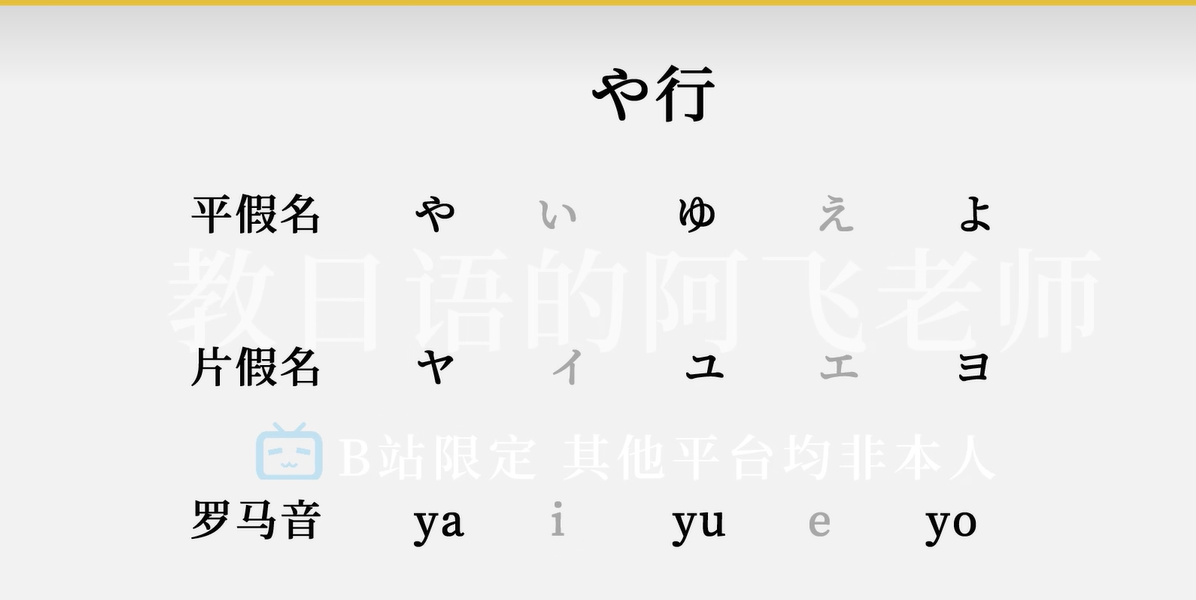 や行
平假名 や い ゆ え よ
教日语的阿飞老师
片假名 ヤ イ ユ エ ヨ
B站限定 其他平台均非本人
罗马音 ya i yu e yo